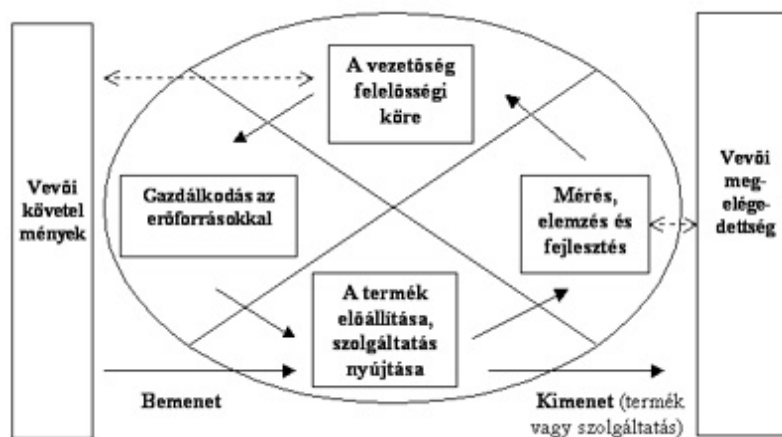 A vezetőség
felelősségi
köre
Vevői
követel
mények
Gazdálkodás az
erőforrásokkal
Mérés,
elemzés és
fejlesztés
Vevői
meg-
elége-
dettség
A termék
előállítása,
szolgáltatás
nyújtása
Bemenet
Kimenet (termék
vagy szolgáltatás)